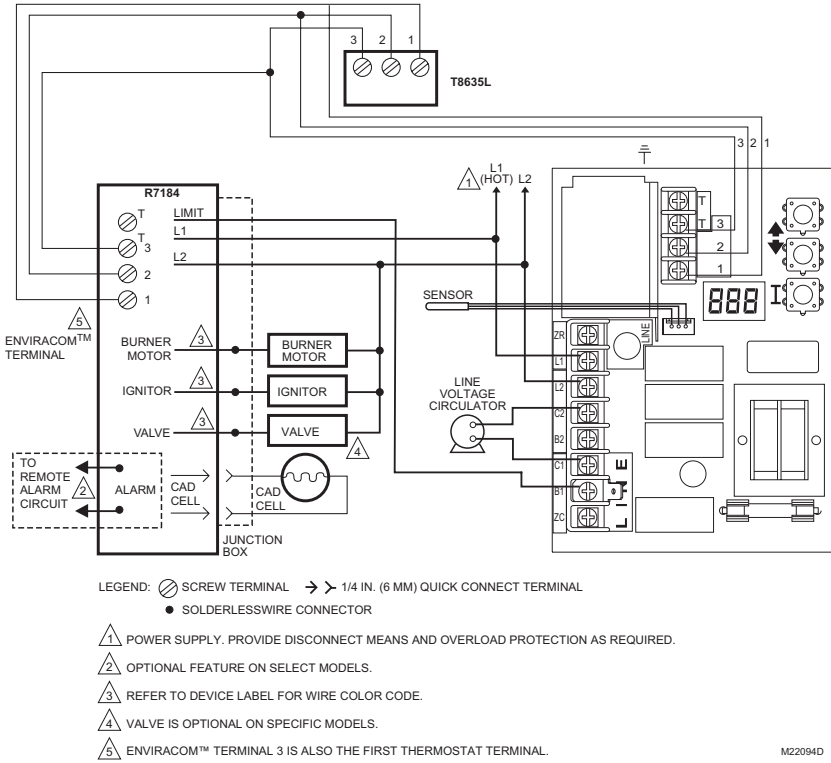 3 2 1
T8635L
3 2 1
1
L1
(HOT) L2
R7184
T
T
3
2
1
LIMIT
L1
L2
T
T 3
2
1
5
ENVIRACOM™
TERMINAL
SENSOR
888
LINE
ZR
L1
L2
C2
B2
C1
B1
ZC
LINE
BURNER
MOTOR
3
BURNER
MOTOR
IGNITOR
3
IGNITOR
VALVE
3
VALVE
4
LINE
VOLTAGE
CIRCULATOR
TO
REMOTE
ALARM
CIRCUIT
2
ALARM
CAD
CELL
CAD
CELL
JUNCTION
BOX
LEGEND: SCREW TERMINAL 1/4 IN. (6 MM) QUICK CONNECT TERMINAL
SOLDERLESSWIRE CONNECTOR
1 POWER SUPPLY. PROVIDE DISCONNECT MEANS AND OVERLOAD PROTECTION AS REQUIRED.
2 OPTIONAL FEATURE ON SELECT MODELS.
3 REFER TO DEVICE LABEL FOR WIRE COLOR CODE.
4 VALVE IS OPTIONAL ON SPECIFIC MODELS.
5 ENVIRACOM™ TERMINAL 3 IS ALSO THE FIRST THERMOSTAT TERMINAL.
M22094D